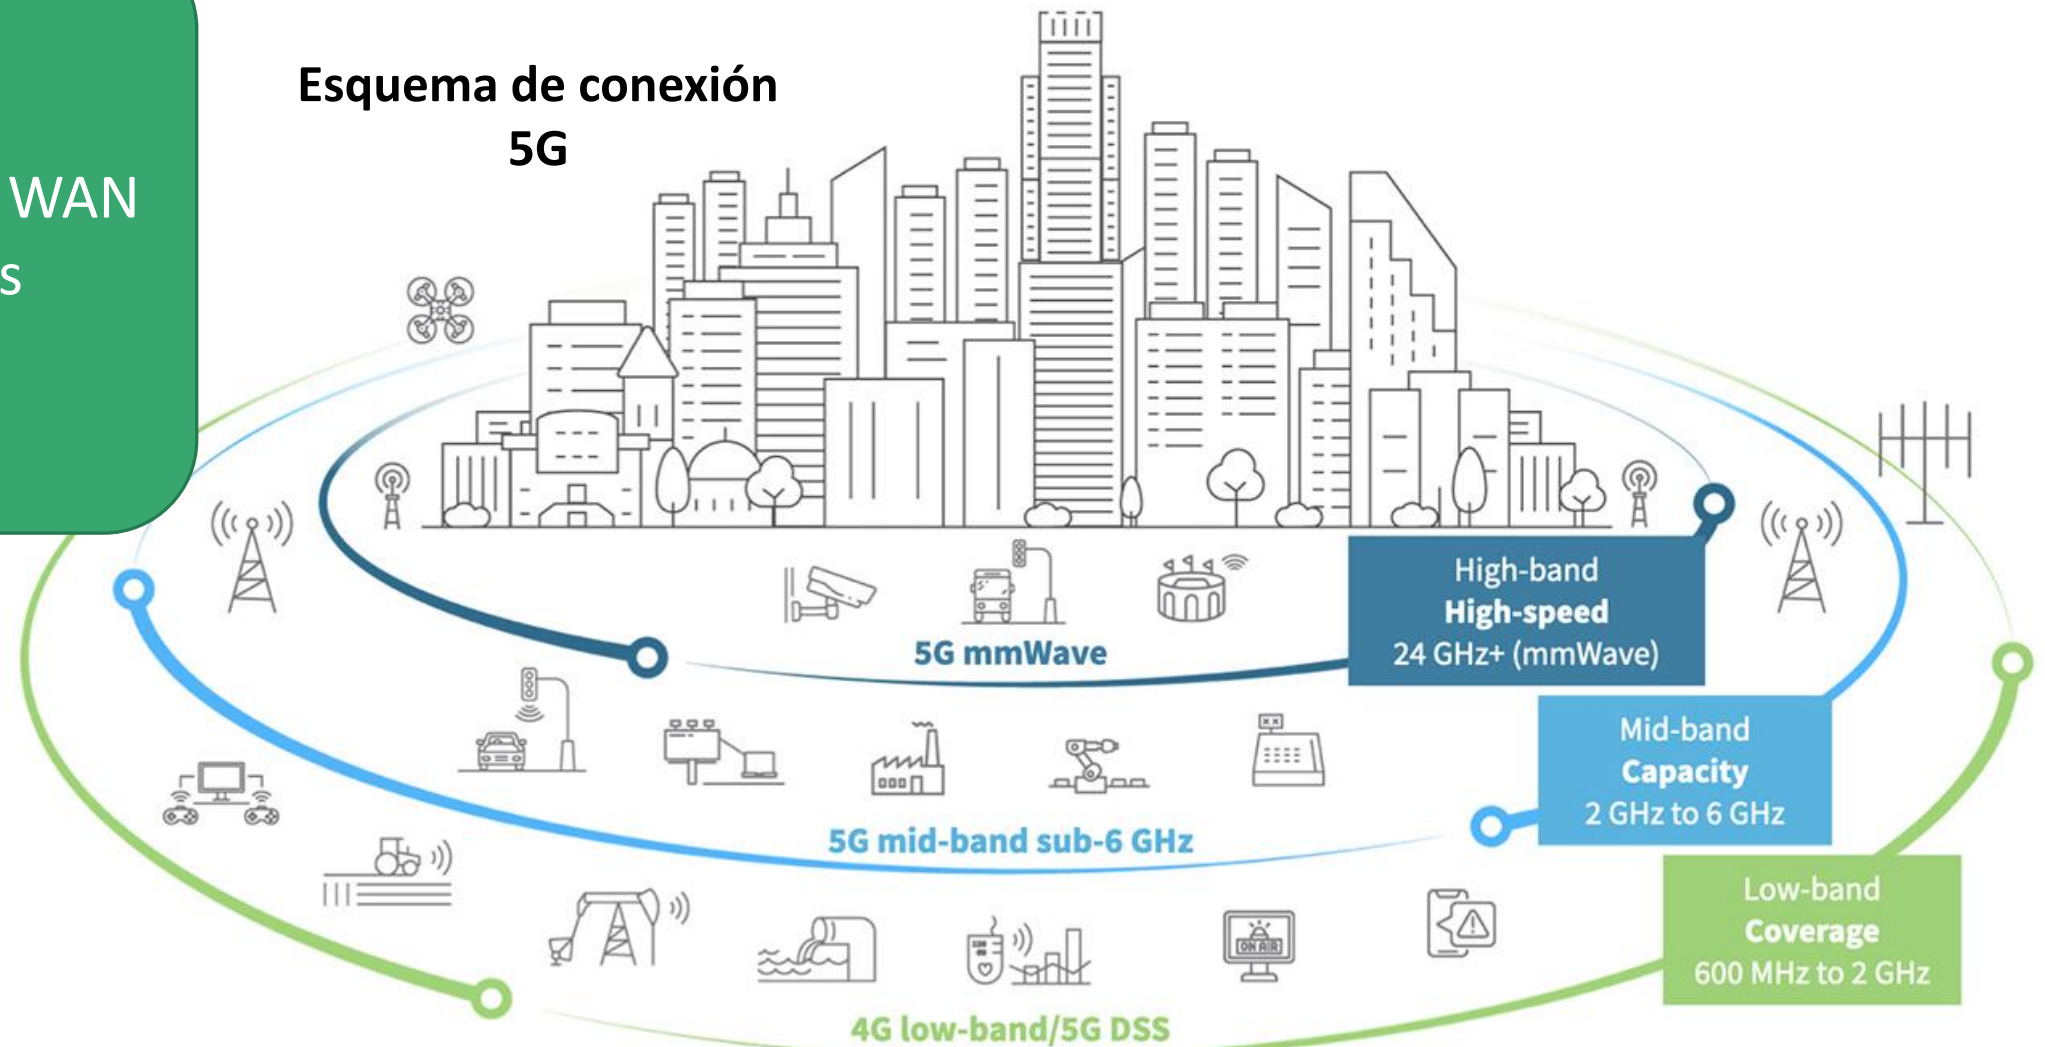 WAN
s
Esquema de conexión
5G
High-band
High-speed
24 GHz+ (mmWave)
5G mmWave
Mid-band
Capacity
2 GHz to 6 GHz
5G mid-band sub-6 GHz
Low-band
Coverage
600 MHz to 2 GHz
ON AIR
4G low-band/5G DSS